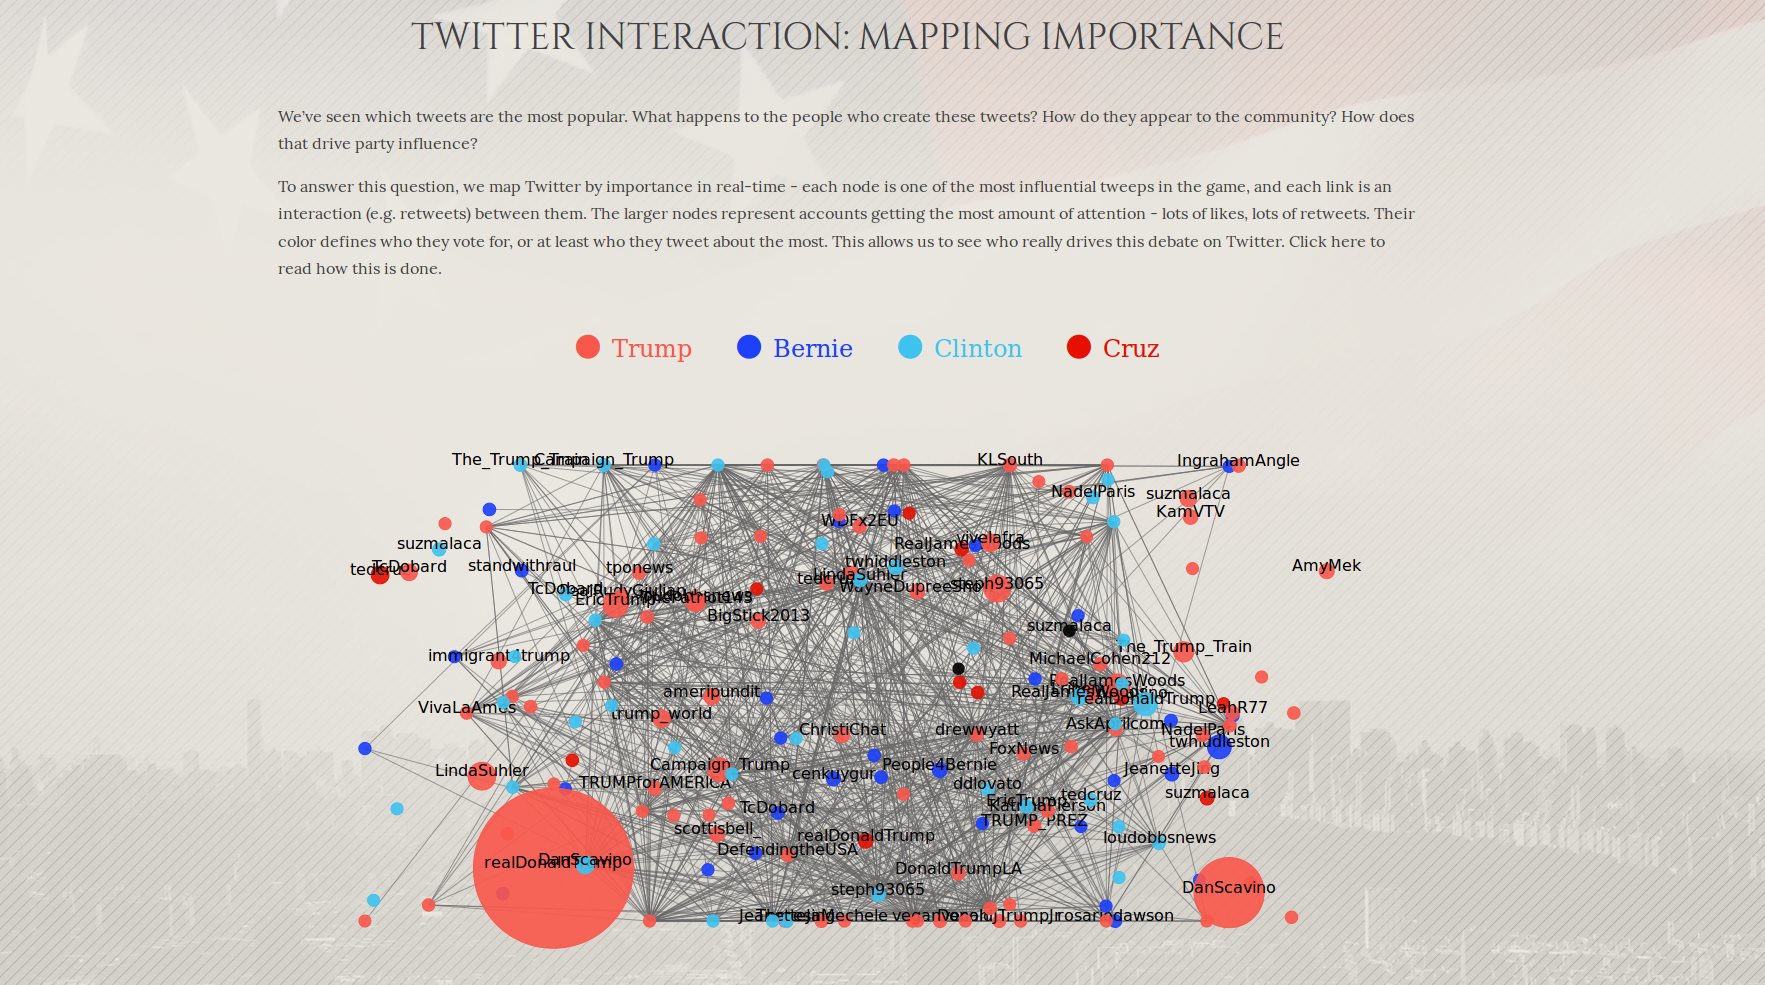 TWITTER INTERACTION: MAPPING IMPORTANCE
We've seen which tweets are the most popular. What happens to the people who create these tweets? How do they appear to the community? How does
that drive party influence?
To answer this question, we map Twitter by importance in real-time - each node is one of the most influential tweeps in the game, and each link is an
interaction (e.g. retweets) between them. The larger nodes represent accounts getting the most amount of attention - lots of likes, lots of retweets. Their
color defines who they vote for, or at least who they tweet about the most. This allows us to see who really drives this debate on Twitter. Click here to
read how this is done.
Trump Bernie Clinton Cruz
The_Trump_Train Campaign_Trump KLSouth IngrahamAngle
NadelParis suzmalaca
KamVTV
WDFx2EU
suzmalaca RealJamesWoods vivelafra
tedcruz TcDobard standwithraul tponews twhiddleston AmyMek
tedcruz LindaSuhler
TcDobard WayneDupreeShow steph93065
EricTrump
BigStick2013
suzmalaca
immigrant4trump MichaelCohen212 The_Trump_Train
RealJamesWoods
ameripundit RealJamesWoods
realDonaldTrump
VivaLaAmes trump_world LeahR77
ChristiChat drewwyatt AskAprilcom NadelParis
FoxNews twhiddleston
LindaSuhler Campaign_Trump cenkuygur People4Bernie JeanetteJing
TRUMPforAMERICA ddlovato
tedcruz suzmalaca
TcDobard EricTrump KatrinaPierson
scottisbell_ TRUMP_PREZ
realDonaldTrump loudobbsnews
DefendingtheUSA
realDonaldTrump DanScavino DonaldTrumpLA
steph93065 DanScavino
JeanetteJing DonaldJTrumpJr rosariodawson